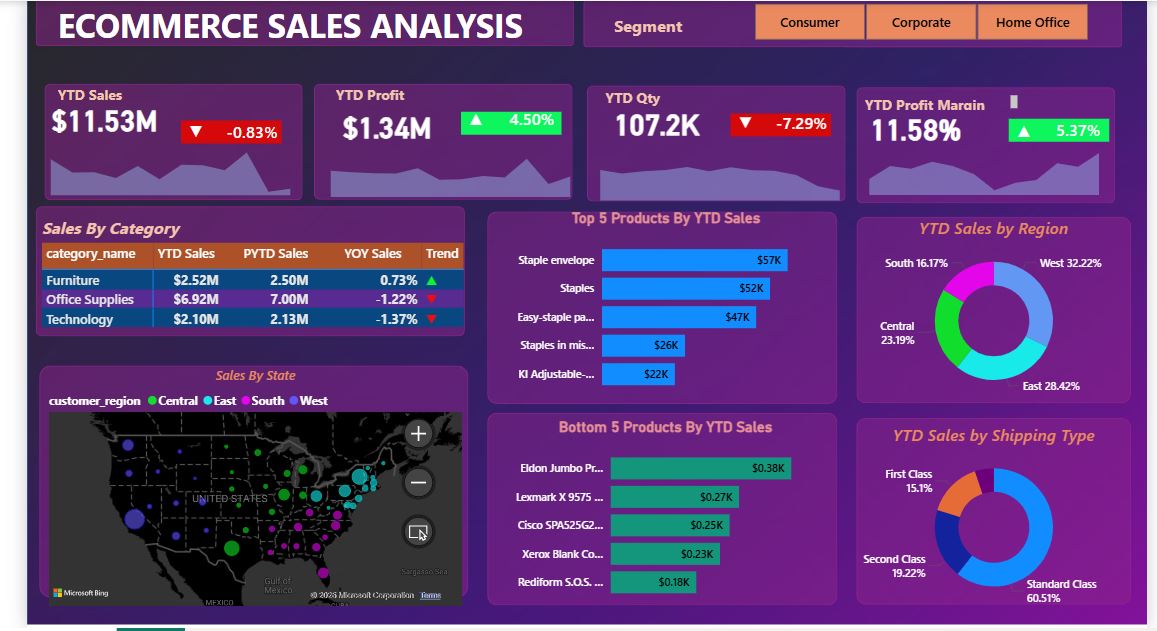 ECOMMERCE SALES ANALYSIS
Segment
Consumer
Corporate
Home Office
YTD Sales
$11.53M
-0.83%
YTD Profit
$1.34M
4.50%
YTD Qty
107.2K
-7.29%
YTD Profit Margin
11.58%
5.37%
Sales By Category
category_name YTD Sales PYTD Sales YOY Sales Trend
Furniture $2.52M 2.50M 0.73%
Office Supplies $6.92M 7.00M -1.22%
Technology $2.10M 2.13M -1.37%
Top 5 Products By YTD Sales
Staple envelope $57K
Staples $52K
Easy-staple pa... $47K
Staples in mis... $26K
KI Adjustable-... $22K
YTD Sales by Region
South 16.17%
West 32.22%
Central
23.19%
East 28.42%
Sales By State
customer_region Central East South West
UNITED STATES
Gulf of
Mexico
Sargasso Sea
MEXICO
CUBA
Microsoft Bing
© 2025 Microsoft Corporation Terms
Bottom 5 Products By YTD Sales
Eldon Jumbo Pr... $0.38K
Lexmark X 9575 ... $0.27K
Cisco SPA525G2... $0.25K
Xerox Blank Co... $0.23K
Rediform S.O.S. ... $0.18K
YTD Sales by Shipping Type
First Class
15.1%
Second Class
19.22%
Standard Class
60.51%